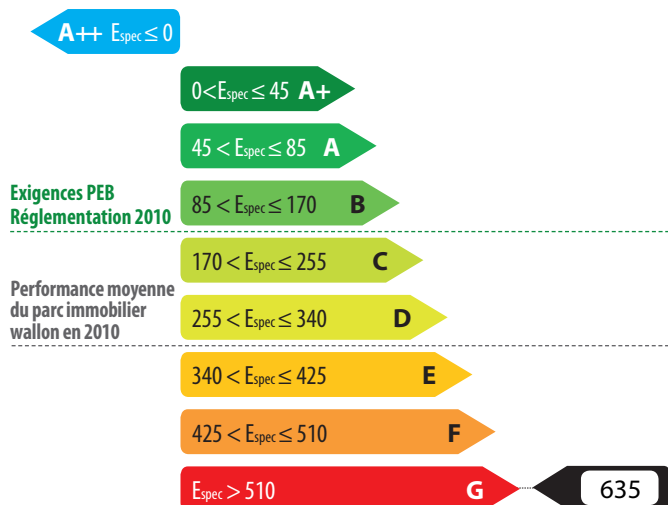 A++ Espec ≤ 0
0<Espec ≤ 45 A+
45 < Espec ≤ 85 A
Exigences PEB
Réglementation 2010
85 < Espec ≤ 170 B
170 < Espec ≤ 255 C
Performance moyenne
du parc immobilier
wallon en 2010
255 < Espec ≤ 340 D
340 < Espec ≤ 425 E
425 < Espec ≤ 510 F
Espec > 510 G 635